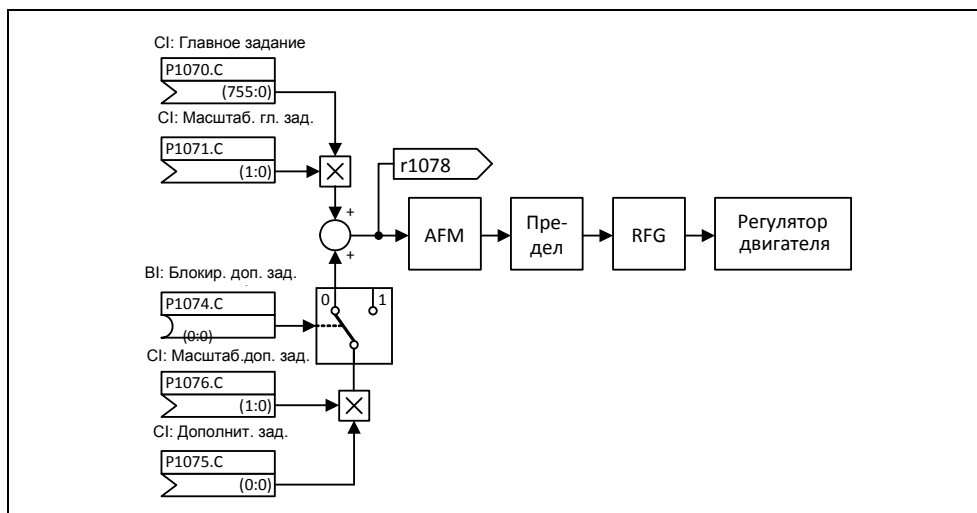 CI: Главное задание
P1070.C
(755:0)
CI: Масштаб. гл. зад.
P1071.C
(1:0)
r1078
+
+
AFM
Пре-
дел
RFG
Регулятор
двигателя
BI: Блокир. доп. зад.
P1074.C
(0:0)
0
1
CI: Масштаб.доп. зад.
P1076.C
(1:0)
CI: Дополнит. зад.
P1075.C
(0:0)